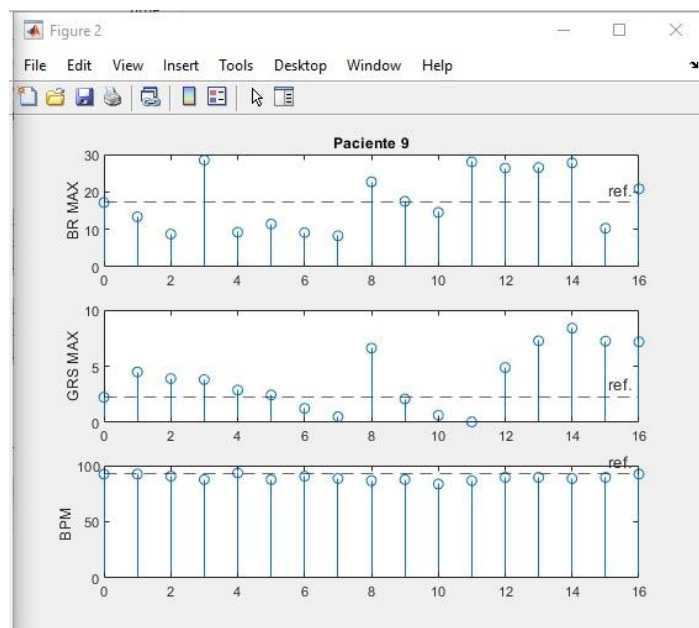 Figure 2
File Edit View Insert Tools Desktop Window Help
Paciente 9
BR MAX
30
20
10
0
ref.
0 2 4 6 8 10 12 14 16
GRS MAX
10
5
0
ref.
0 2 4 6 8 10 12 14 16
BPM
100
50
0
ref.
0 2 4 6 8 10 12 14 16